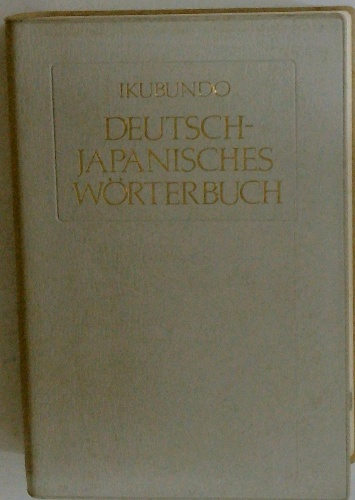 IKUBUNDO
DEUTSCH-
JAPANISCHES
WÖRTERBUCH